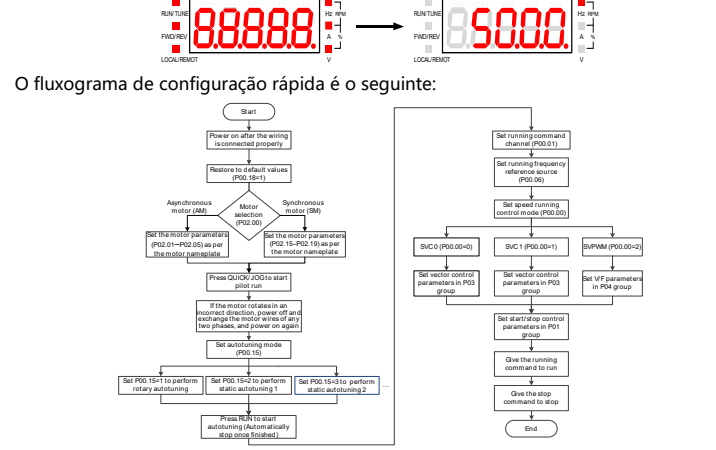 RUN/TUNE
FWD/REV
LOCAL/REMOT
88888.
Hz RPM
A %
V
RUN/TUNE
FWD/REV
LOCAL/REMOT
50.00.
Hz RPM
A %
V
O fluxograma de configuração rápida é o seguinte:
Start
Power on after the wiring
is connected properly
Restore to default values
(P00.18=1)
Asynchronous
motor (AM)
Motor
selection
(P02.00)
Synchronous
motor (SM)
Set the motor parameters
(P02.01—P02.05) as per
the motor nameplate
Set the motor parameters
(P02.15–P02.19) as per
the motor nameplate
Press QUICK/JOG to start
pilot run
If the motor rotates in an
incorrect direction, power off and
exchange the motor wires of any
two phases, and power on again
Set autotuning mode
(P00.15)
Set P00.15=1 to perform
rotary autotuning
Set P00.15=2 to perform
static autotuning 1
Set P00.15=3 to perform
static autotuning 2
...
Press RUN to start
autotuning (Automatically
stop once finished)
Set running command
channel (P00.01)
Set running frequency
reference source
(P00.06)
Set speed running
control mode (P00.00)
SVC 0 (P00.00=0)
SVC 1 (P00.00=1)
SVPWM (P00.00=2)
Set vector control
parameters in P03
group
Set vector control
parameters in P03
group
Set V/F parameters
in P04 group
Set start/stop control
parameters in P01
group
Give the running
command to run
Give the stop
command to stop
End